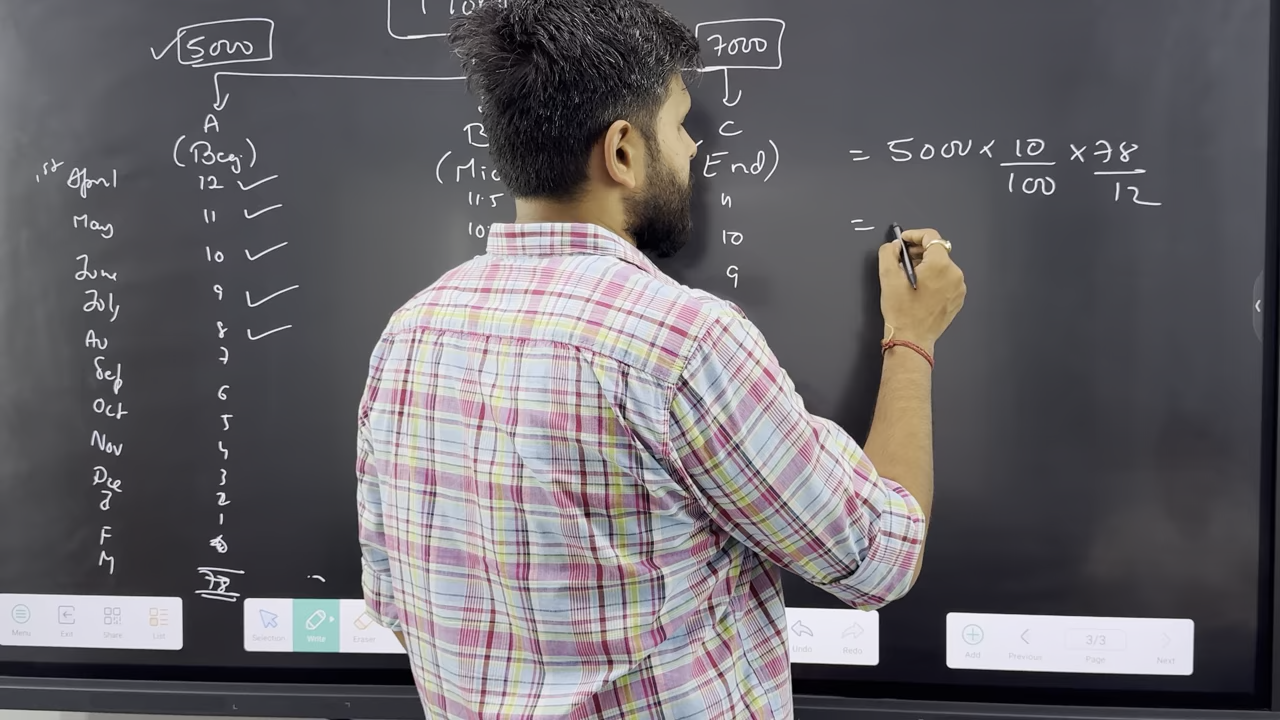 ✓ 5000
7000
A
B
C
(Beg.)
(Mid
End)
= 5000 × 10/100 × 78/12
=
1st April 12 ✓ 11.5 11
May 11 ✓ 10 10
June 10 ✓ 9
July 9 ✓
Au 8 ✓
Sep 7
Oct 6
Nov 5
Dec 4
J 3
F 2
M 1
0
78
Menu Exit Share List
Selection Write Eraser
Undo Redo
Add Previous 3/3 Page Next